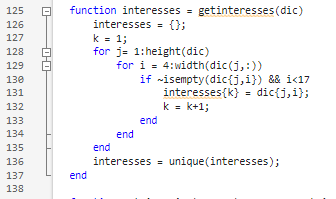 125 function interesses = getinteresses(dic)
126 interesses = {};
127 k = 1;
128 for j= 1:height(dic)
129 for i = 4:width(dic(j,:))
130 if ~isempty(dic{j,i}) && i<17
131 interesses{k} = dic{j,i};
132 k = k+1;
133 end
134 end
135 end
136 interesses = unique(interesses);
137 end
138